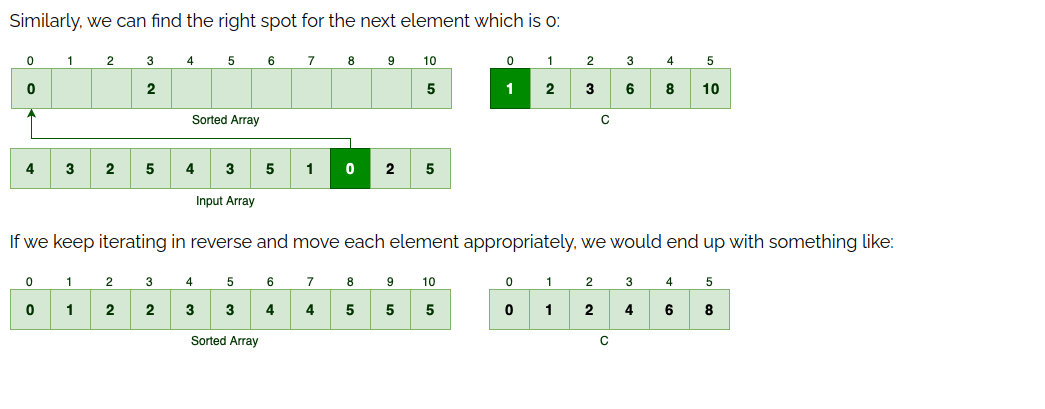 Similarly, we can find the right spot for the next element which is 0:
0 1 2 3 4 5 6 7 8 9 10 0 1 2 3 4 5
0 2 5 1 2 3 6 8 10
Sorted Array C
4 3 2 5 4 3 5 1 0 2 5
Input Array
If we keep iterating in reverse and move each element appropriately, we would end up with something like:
0 1 2 3 4 5 6 7 8 9 10 0 1 2 3 4 5
0 1 2 2 3 3 4 4 5 5 5 0 1 2 4 6 8
Sorted Array C